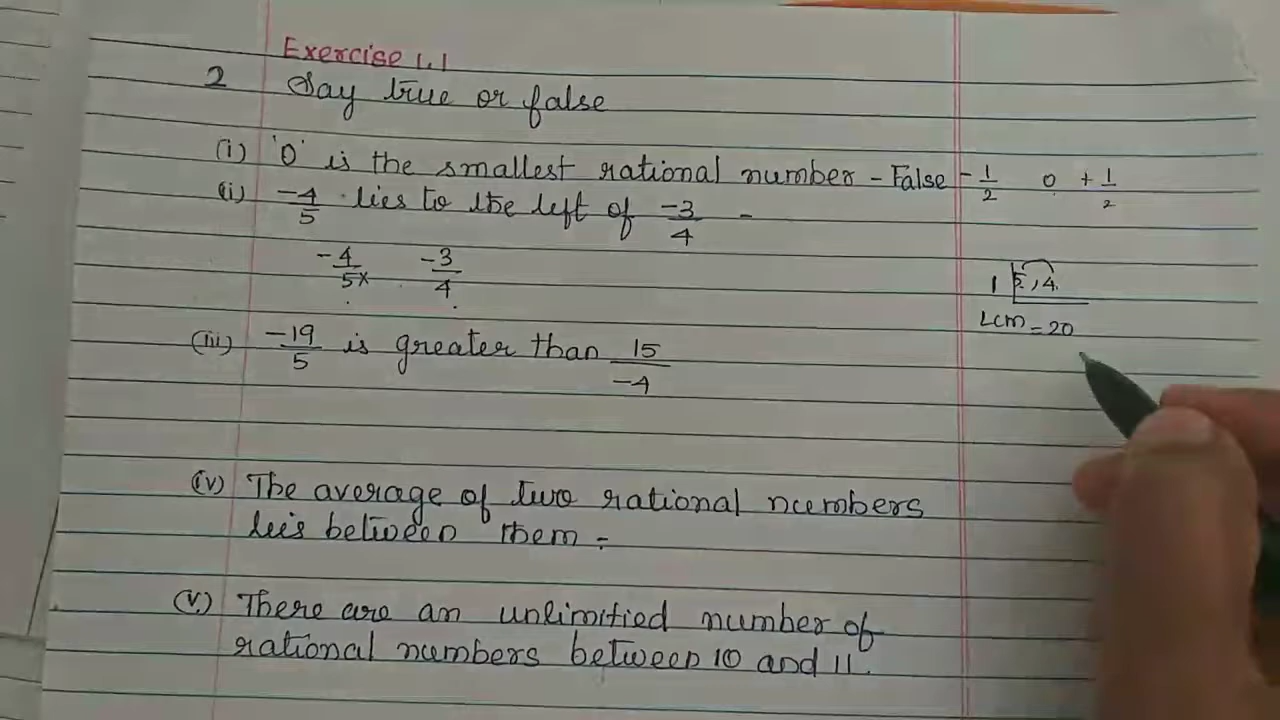 Exercise 1.1
2 Say true or false
(i) '0' is the smallest rational number - False -1/2 0 +1/2
(ii) -4/5 lies to the left of -3/4 -
-4/5× -3/4
1 | 5, 4
LCM = 20
(iii) -19/5 is greater than 15/-4
(iv) The average of two rational numbers
lies between them -
(v) There are an unlimitied number of
rational numbers between 10 and 11.